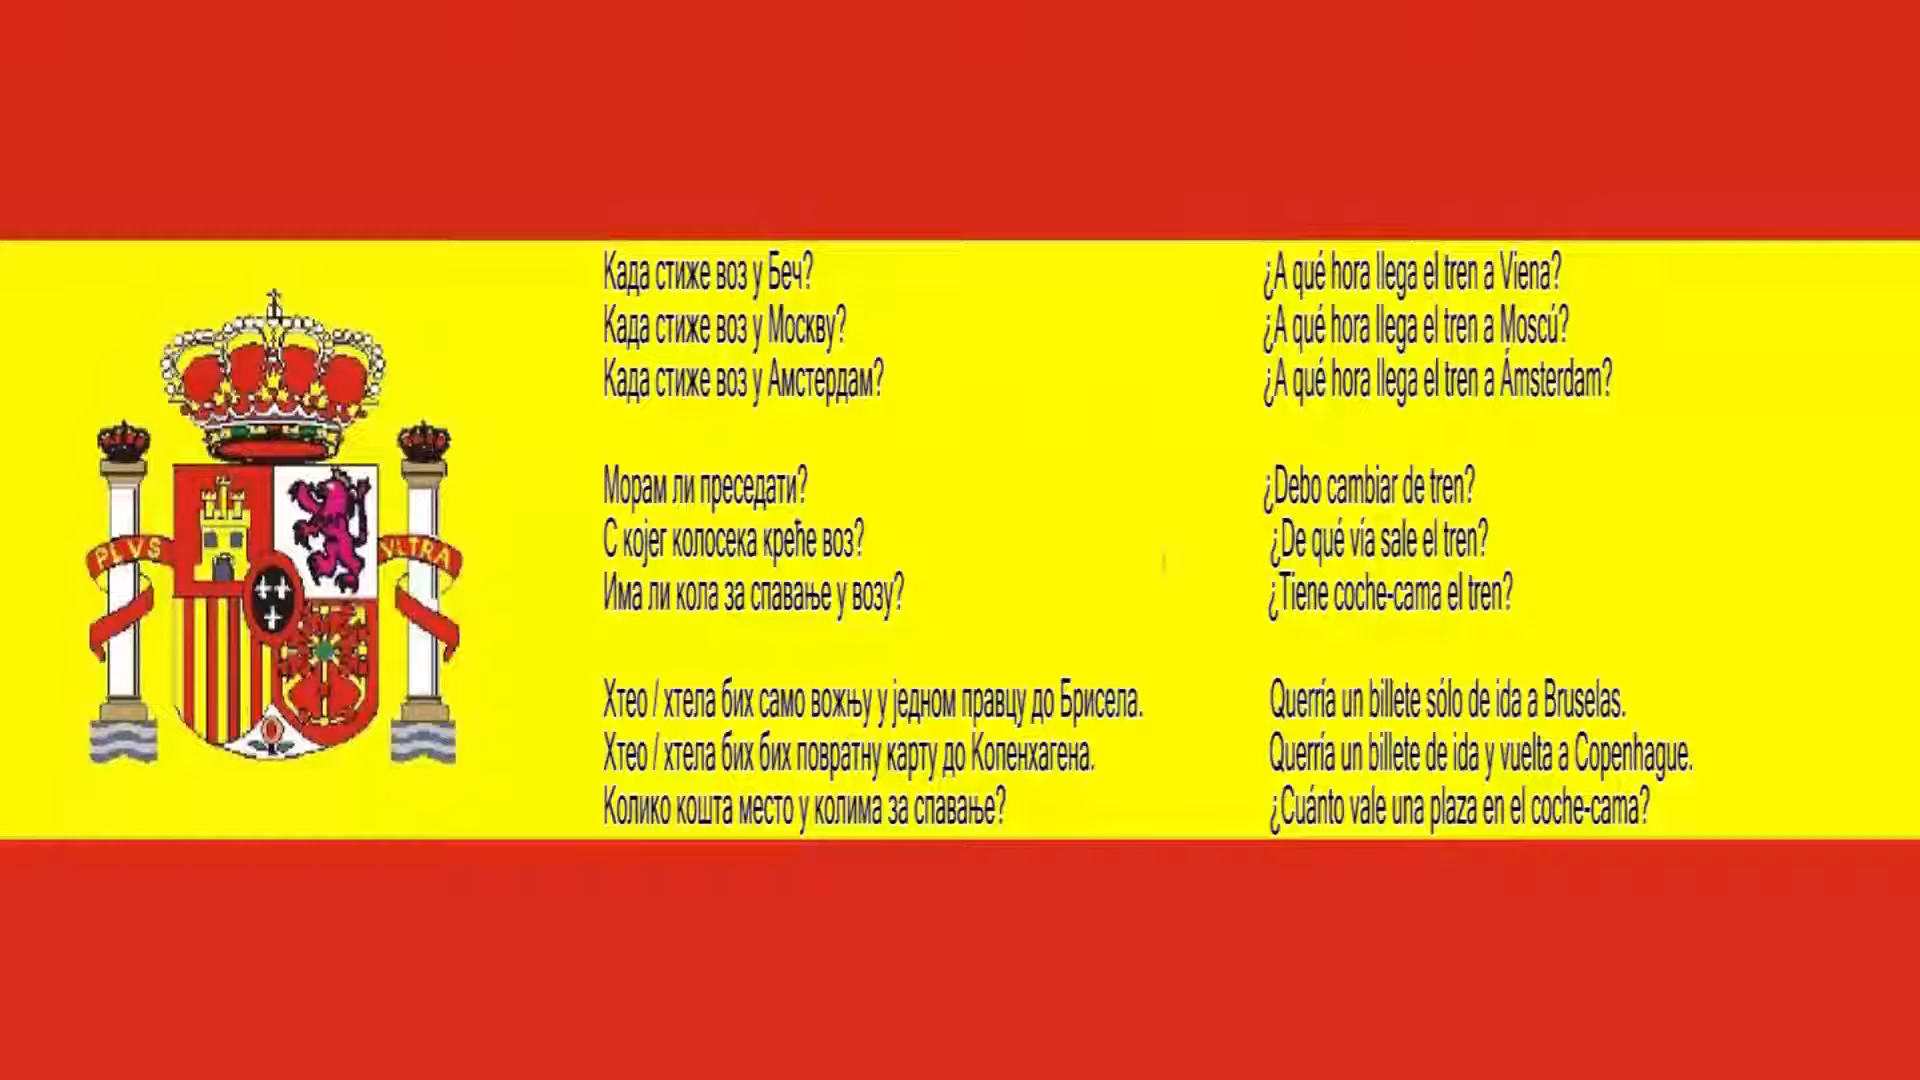 Када стиже воз у Беч? ¿A qué hora llega el tren a Viena?
Када стиже воз у Москву? ¿A qué hora llega el tren a Moscú?
Када стиже воз у Амстердам? ¿A qué hora llega el tren a Ámsterdam?
Морам ли преседати? ¿Debo cambiar de tren?
С којег колосека креће воз? ¿De qué vía sale el tren?
Има ли кола за спавање у возу? ¿Tiene coche-cama el tren?
PLVS VLTRA
Хтео / хтела бих само вожњу у једном правцу до Брисела. Querría un billete sólo de ida a Bruselas.
Хтео / хтела бих бих повратну карту до Копенхагена. Querría un billete de ida y vuelta a Copenhague.
Колико кошта место у колима за спавање? ¿Cuánto vale una plaza en el coche-cama?